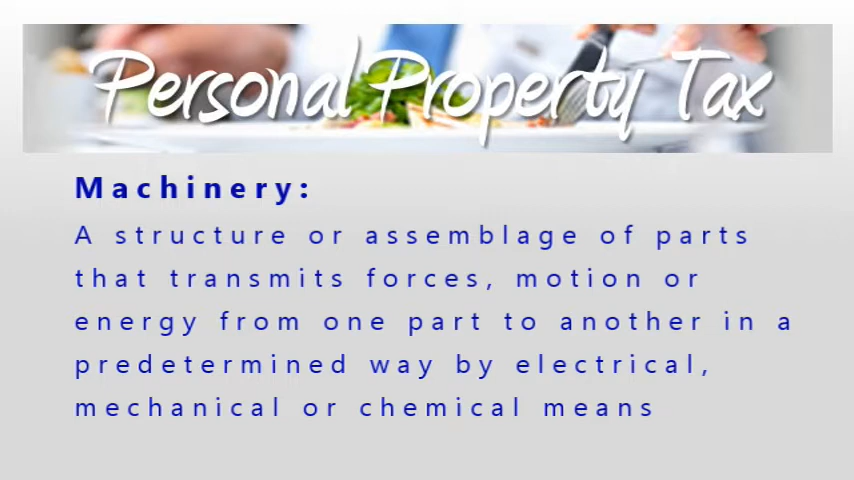 Personal Property Tax
Machinery:
A structure or assemblage of parts
that transmits forces, motion or
energy from one part to another in a
predetermined way by electrical,
mechanical or chemical means